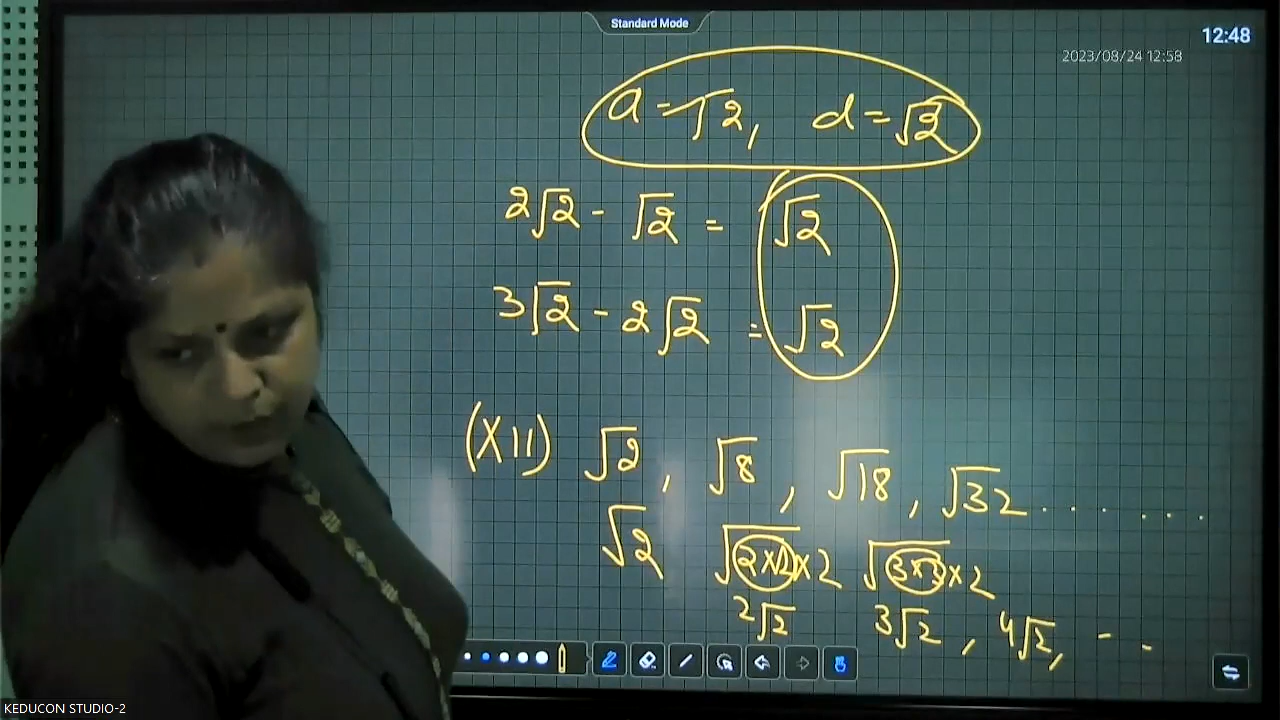 Standard Mode
12:48
2023/08/24 12:58
a = √2, d = √2
2√2 - √2 = √2
3√2 - 2√2 = √2
(XII) √2, √8, √18, √32 . . . . . .
√2 √2×2×2 √3×3×2
2√2 3√2, 4√2, - -
KEDUCON STUDIO-2